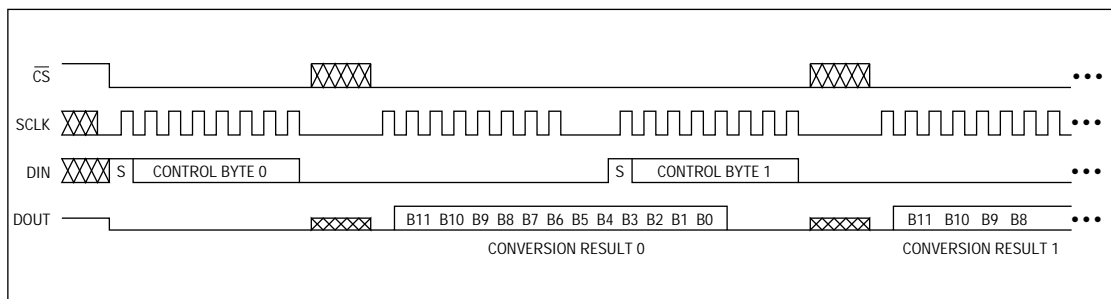 CS
SCLK
DIN S CONTROL BYTE 0 S CONTROL BYTE 1
DOUT B11 B10 B9 B8 B7 B6 B5 B4 B3 B2 B1 B0 B11 B10 B9 B8
CONVERSION RESULT 0 CONVERSION RESULT 1